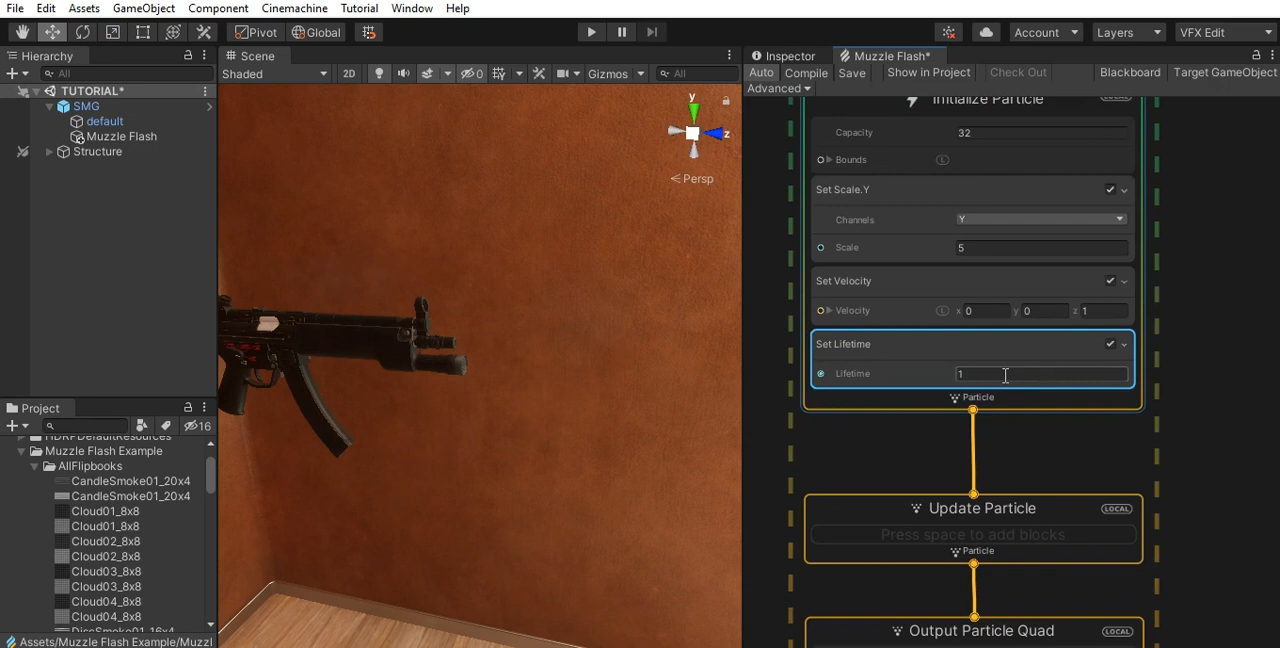 File Edit Assets GameObject Component Cinemachine Tutorial Window Help
Pivot Global Account Layers VFX Edit
Hierarchy Scene Inspector Muzzle Flash*
All Shaded 2D 0 Gizmos All Auto Compile Save Show in Project Check Out Blackboard Target GameObject
Advanced
TUTORIAL*
SMG
default
Muzzle Flash
Structure
y
z
Persp
Initialize Particle LOCAL
Capacity 32
Bounds L
Set Scale.Y
Channels Y
Scale 5
Set Velocity
Velocity L x 0 y 0 z 1
Set Lifetime
Lifetime 1
Particle
Update Particle LOCAL
Press space to add blocks
Particle
Output Particle Quad LOCAL
Project
16
HDRPDefaultResources
Muzzle Flash Example
AllFlipbooks
CandleSmoke01_20x4
CandleSmoke01_20x4
Cloud01_8x8
Cloud01_8x8
Cloud02_8x8
Cloud02_8x8
Cloud03_8x8
Cloud03_8x8
Cloud04_8x8
Cloud04_8x8
DiscSmoke01_16x4
Assets/Muzzle Flash Example/Muzzl